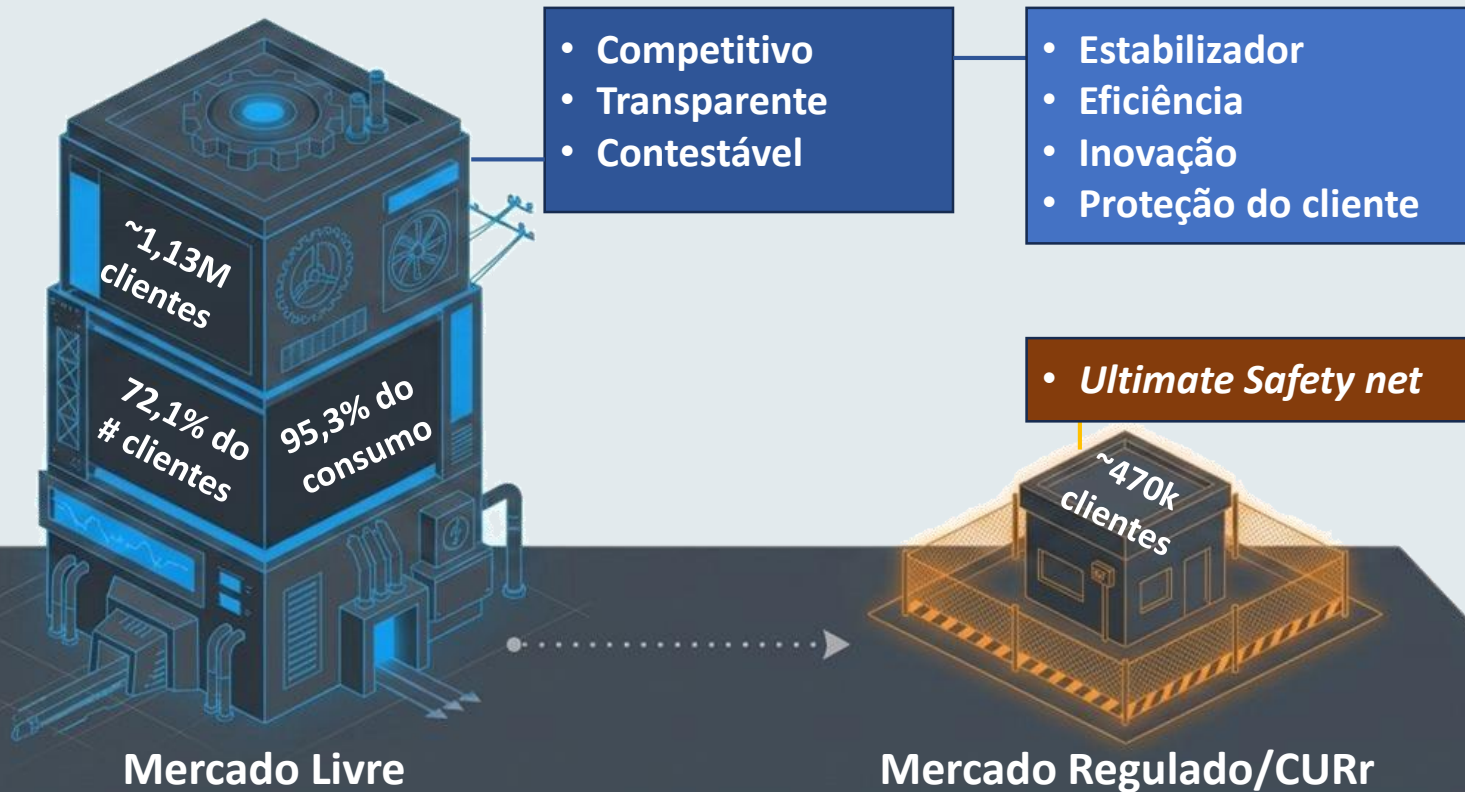 • Competitivo
• Transparente
• Contestável
• Estabilizador
• Eficiência
• Inovação
• Proteção do cliente
~1,13M
clientes
72,1% do
# clientes
95,3% do
consumo
• Ultimate Safety net
~470k
clientes
Mercado Livre
Mercado Regulado/CURr